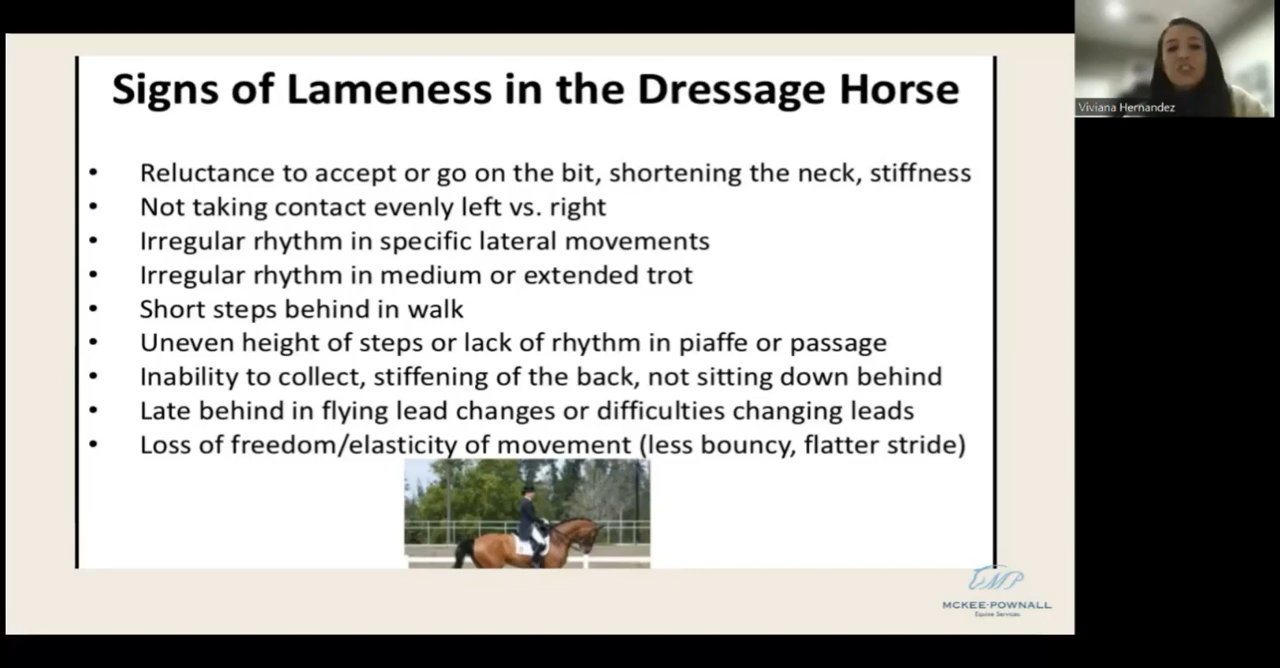 Signs of Lameness in the Dressage Horse
• Reluctance to accept or go on the bit, shortening the neck, stiffness
• Not taking contact evenly left vs. right
• Irregular rhythm in specific lateral movements
• Irregular rhythm in medium or extended trot
• Short steps behind in walk
• Uneven height of steps or lack of rhythm in piaffe or passage
• Inability to collect, stiffening of the back, not sitting down behind
• Late behind in flying lead changes or difficulties changing leads
• Loss of freedom/elasticity of movement (less bouncy, flatter stride)
MP
MCKEE-POWNALL
Equine Services
Viviana Hernandez